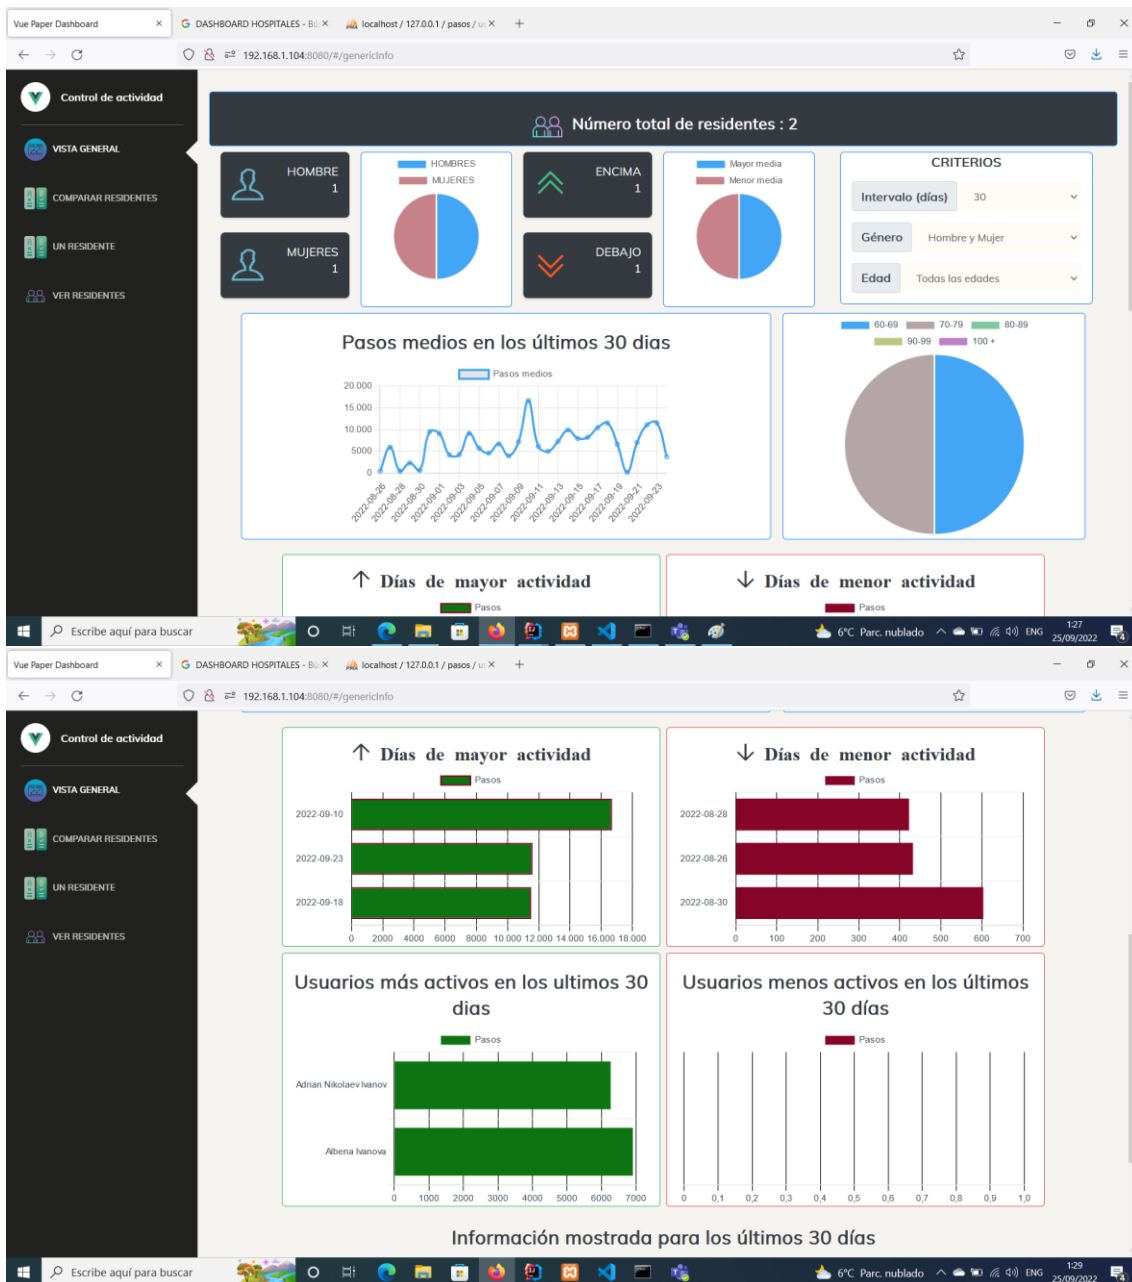 Vue Paper Dashboard
DASHBOARD HOSPITALES - Bú
localhost / 127.0.0.1 / pasos / us
192.168.1.104:8080/#/genericInfo
Control de actividad
VISTA GENERAL
COMPARAR RESIDENTES
UN RESIDENTE
VER RESIDENTES
Número total de residentes : 2
HOMBRE
1
MUJERES
1
HOMBRES
MUJERES
ENCIMA
1
DEBAJO
1
Mayor media
Menor media
CRITERIOS
Intervalo (días) 30
Género Hombre y Mujer
Edad Todas las edades
Pasos medios en los últimos 30 dias
Pasos medios
20.000
15.000
10.000
5000
0
2022-08-26
2022-08-28
2022-08-30
2022-09-01
2022-09-03
2022-09-05
2022-09-07
2022-09-09
2022-09-11
2022-09-13
2022-09-15
2022-09-17
2022-09-19
2022-09-21
2022-09-23
60-69 70-79 80-89
90-99 100 +
Días de mayor actividad
Pasos
Días de menor actividad
Pasos
Escribe aquí para buscar
6°C Parc. nublado
ENG
1:27
25/09/2022
4
Vue Paper Dashboard
DASHBOARD HOSPITALES - Bú
localhost / 127.0.0.1 / pasos / us
192.168.1.104:8080/#/genericInfo
Control de actividad
VISTA GENERAL
COMPARAR RESIDENTES
UN RESIDENTE
VER RESIDENTES
Días de mayor actividad
Pasos
2022-09-10
2022-09-23
2022-09-18
0 2000 4000 6000 8000 10.000 12.000 14.000 16.000 18.000
Días de menor actividad
Pasos
2022-08-28
2022-08-26
2022-08-30
0 100 200 300 400 500 600 700
Usuarios más activos en los ultimos 30
dias
Pasos
Adrian Nikolaev Ivanov
Albena Ivanova
0 1000 2000 3000 4000 5000 6000 7000
Usuarios menos activos en los últimos
30 días
Pasos
0 0,1 0,2 0,3 0,4 0,5 0,6 0,7 0,8 0,9 1,0
Información mostrada para los últimos 30 días
Escribe aquí para buscar
6°C Parc. nublado
ENG
1:29
25/09/2022
4